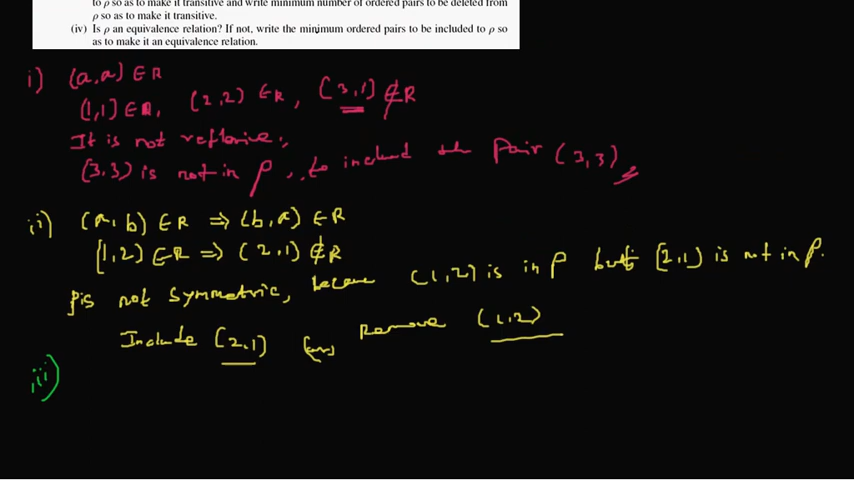 to ρ so as to make it transitive and write minimum number of ordered pairs to be deleted from
ρ so as to make it transitive.
(iv) Is ρ an equivalence relation? If not, write the minimum ordered pairs to be included to ρ so
as to make it an equivalence relation.
i) (a,a) ∈ R
(1,1) ∈ R, (2,2) ∈ R, (3,1) ∉ R
It is not reflexive ∵
(3,3) is not in ρ, to includ the Pair (3,3)
ii) (a,b) ∈ R ⇒ (b,a) ∈ R
(1,2) ∈ R ⇒ (2,1) ∉ R
ρ is not symmetric, because (1,2) is in ρ but (2,1) is not in ρ.
Include (2,1) (or) Remove (1,2)
iii)